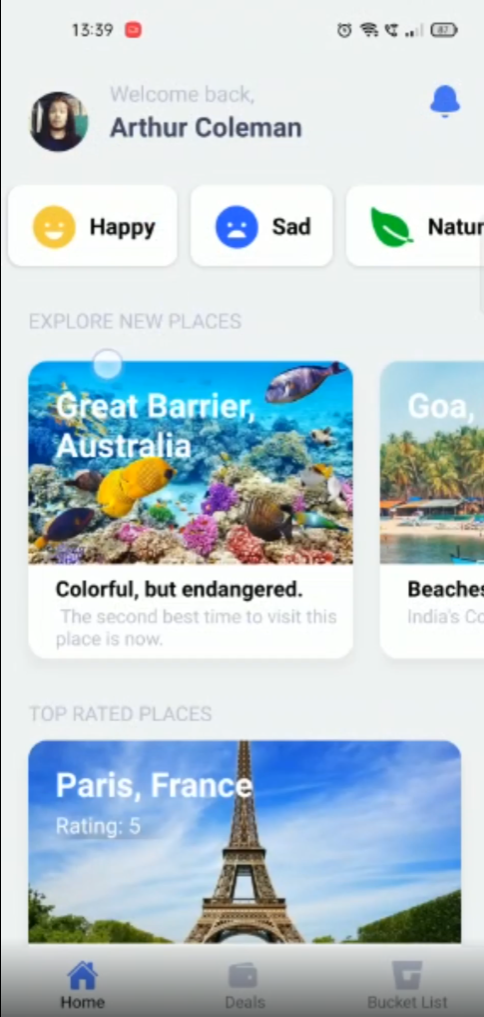 13:39 87
Welcome back,
Arthur Coleman
Happy Sad Natur
EXPLORE NEW PLACES
Great Barrier,
Australia
Goa,
Colorful, but endangered.
The second best time to visit this
place is now.
Beaches
India's Co
TOP RATED PLACES
Paris, France
Rating: 5
Home Deals Bucket List